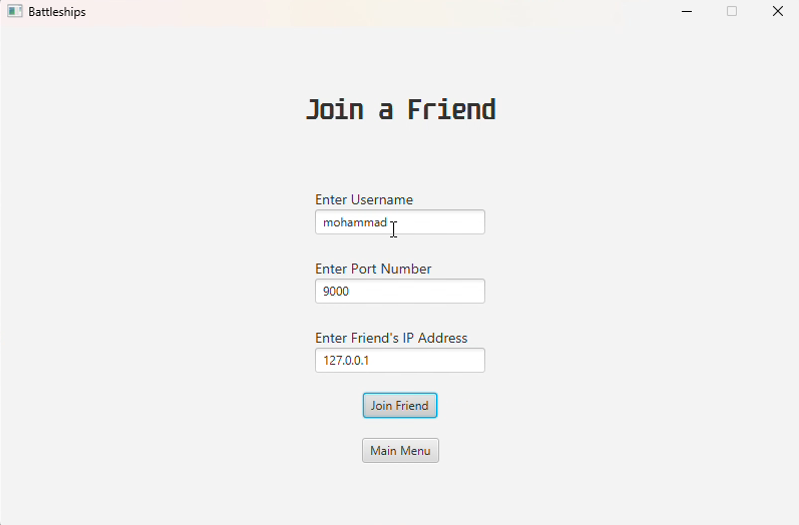 Battleships
Join a Friend
Enter Username
mohammad
Enter Port Number
9000
Enter Friend's IP Address
127.0.0.1
Join Friend
Main Menu